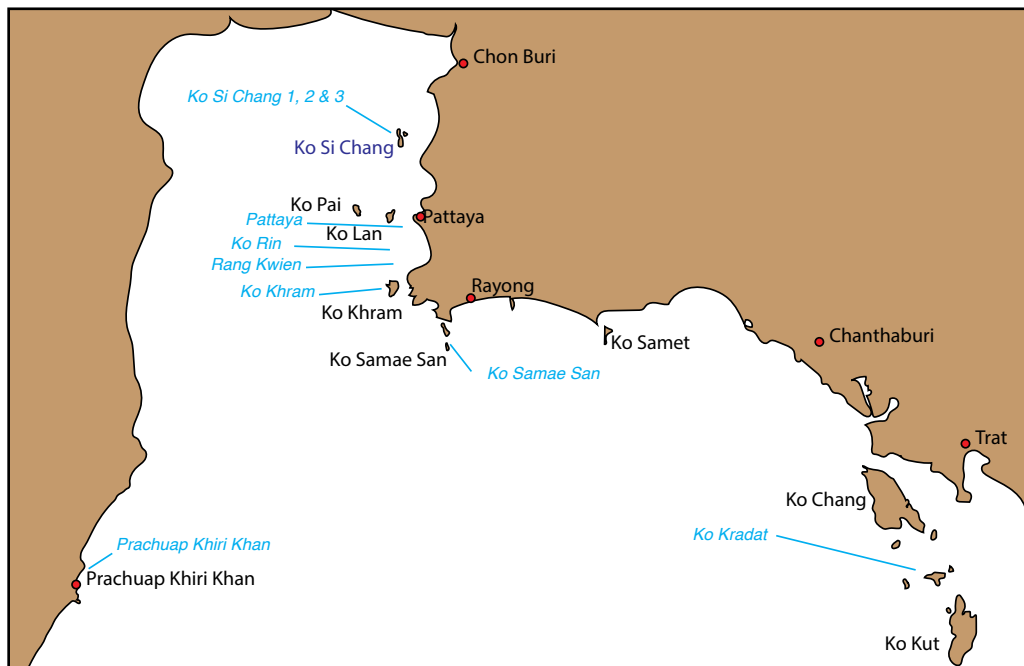 Chon Buri
Ko Si Chang 1, 2 & 3
Ko Si Chang
Ko Pai
Pattaya
Pattaya
Ko Lan
Ko Rin
Rang Kwien
Ko Khram
Rayong
Ko Khram
Ko Samet
Chanthaburi
Ko Samae San
Ko Samae San
Trat
Ko Chang
Ko Kradat
Prachuap Khiri Khan
Prachuap Khiri Khan
Ko Kut